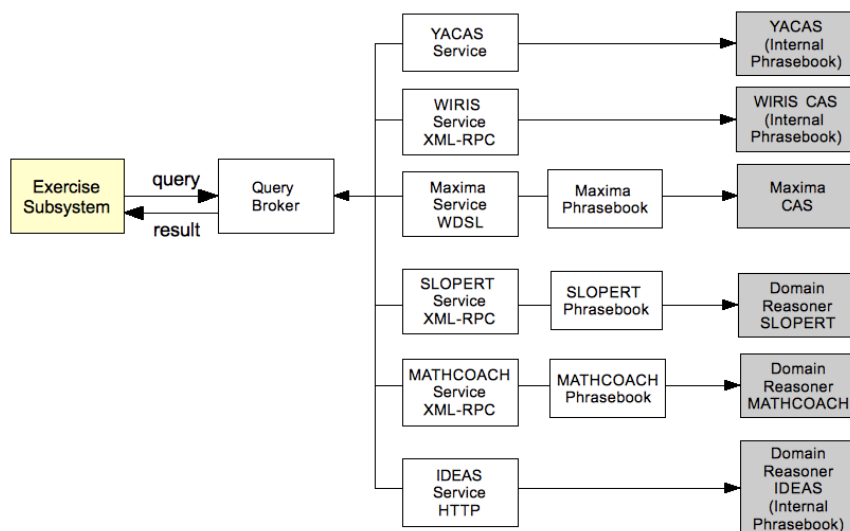 YACAS
Service
YACAS
(Internal
Phrasebook)
WIRIS
Service
XML-RPC
WIRIS CAS
(Internal
Phrasebook)
Exercise
Subsystem
query
result
Query
Broker
Maxima
Service
WDSL
Maxima
Phrasebook
Maxima
CAS
SLOPERT
Service
XML-RPC
SLOPERT
Phrasebook
Domain
Reasoner
SLOPERT
MATHCOACH
Service
XML-RPC
MATHCOACH
Phrasebook
Domain
Reasoner
MATHCOACH
IDEAS
Service
HTTP
Domain
Reasoner
IDEAS
(Internal
Phrasebook)